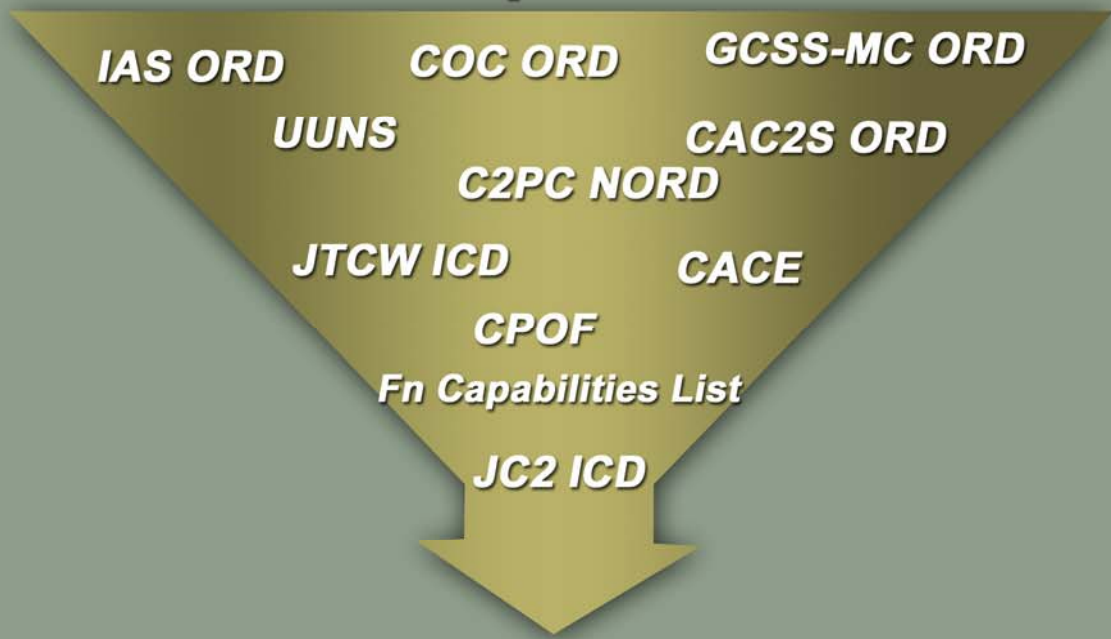 IAS ORD
COC ORD
GCSS-MC ORD
UUNS
CAC2S ORD
C2PC NORD
JTCW ICD
CACE
CPOF
Fn Capabilities List
JC2 ICD